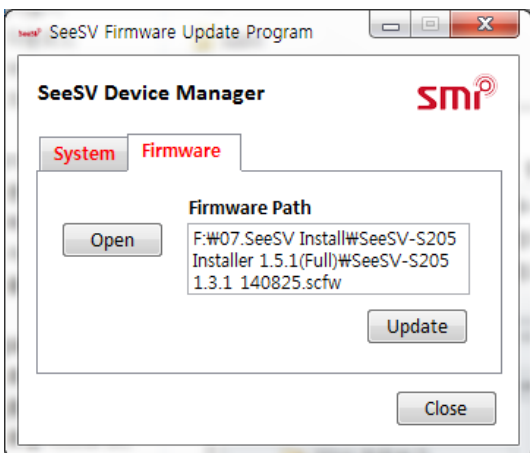 SeeSV Firmware Update Program
SeeSV Device Manager
smi
System
Firmware
Firmware Path
Open
F:₩07.SeeSV Install₩SeeSV-S205
Installer 1.5.1(Full)₩SeeSV-S205
1.3.1 140825.scfw
Update
Close